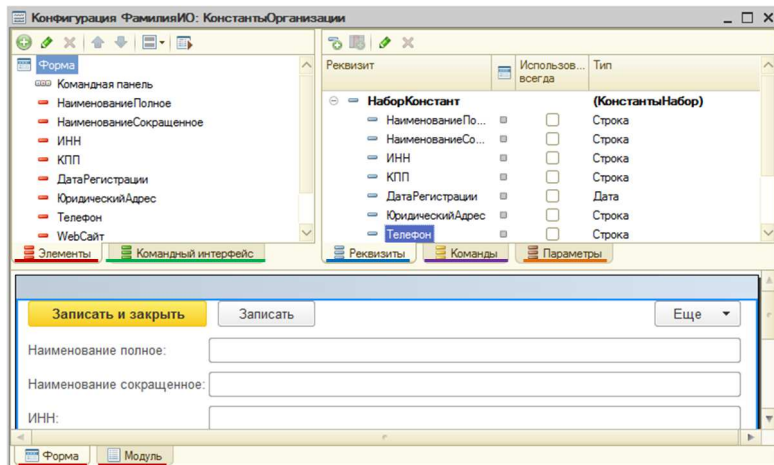 Конфигурация ФамилияИО: КонстантыОрганизации
Форма
Командная панель
НаименованиеПолное
НаименованиеСокращенное
ИНН
КПП
ДатаРегистрации
ЮридическийАдрес
Телефон
WebСайт
Элементы Командный интерфейс
Реквизит Использов... всегда Тип
НаборКонстант (КонстантыНабор)
НаименованиеПо... Строка
НаименованиеСо... Строка
ИНН Строка
КПП Строка
ДатаРегистрации Дата
ЮридическийАдрес Строка
Телефон Строка
Реквизиты Команды Параметры
Записать и закрыть Записать Еще
Наименование полное:
Наименование сокращенное:
ИНН:
Форма Модуль